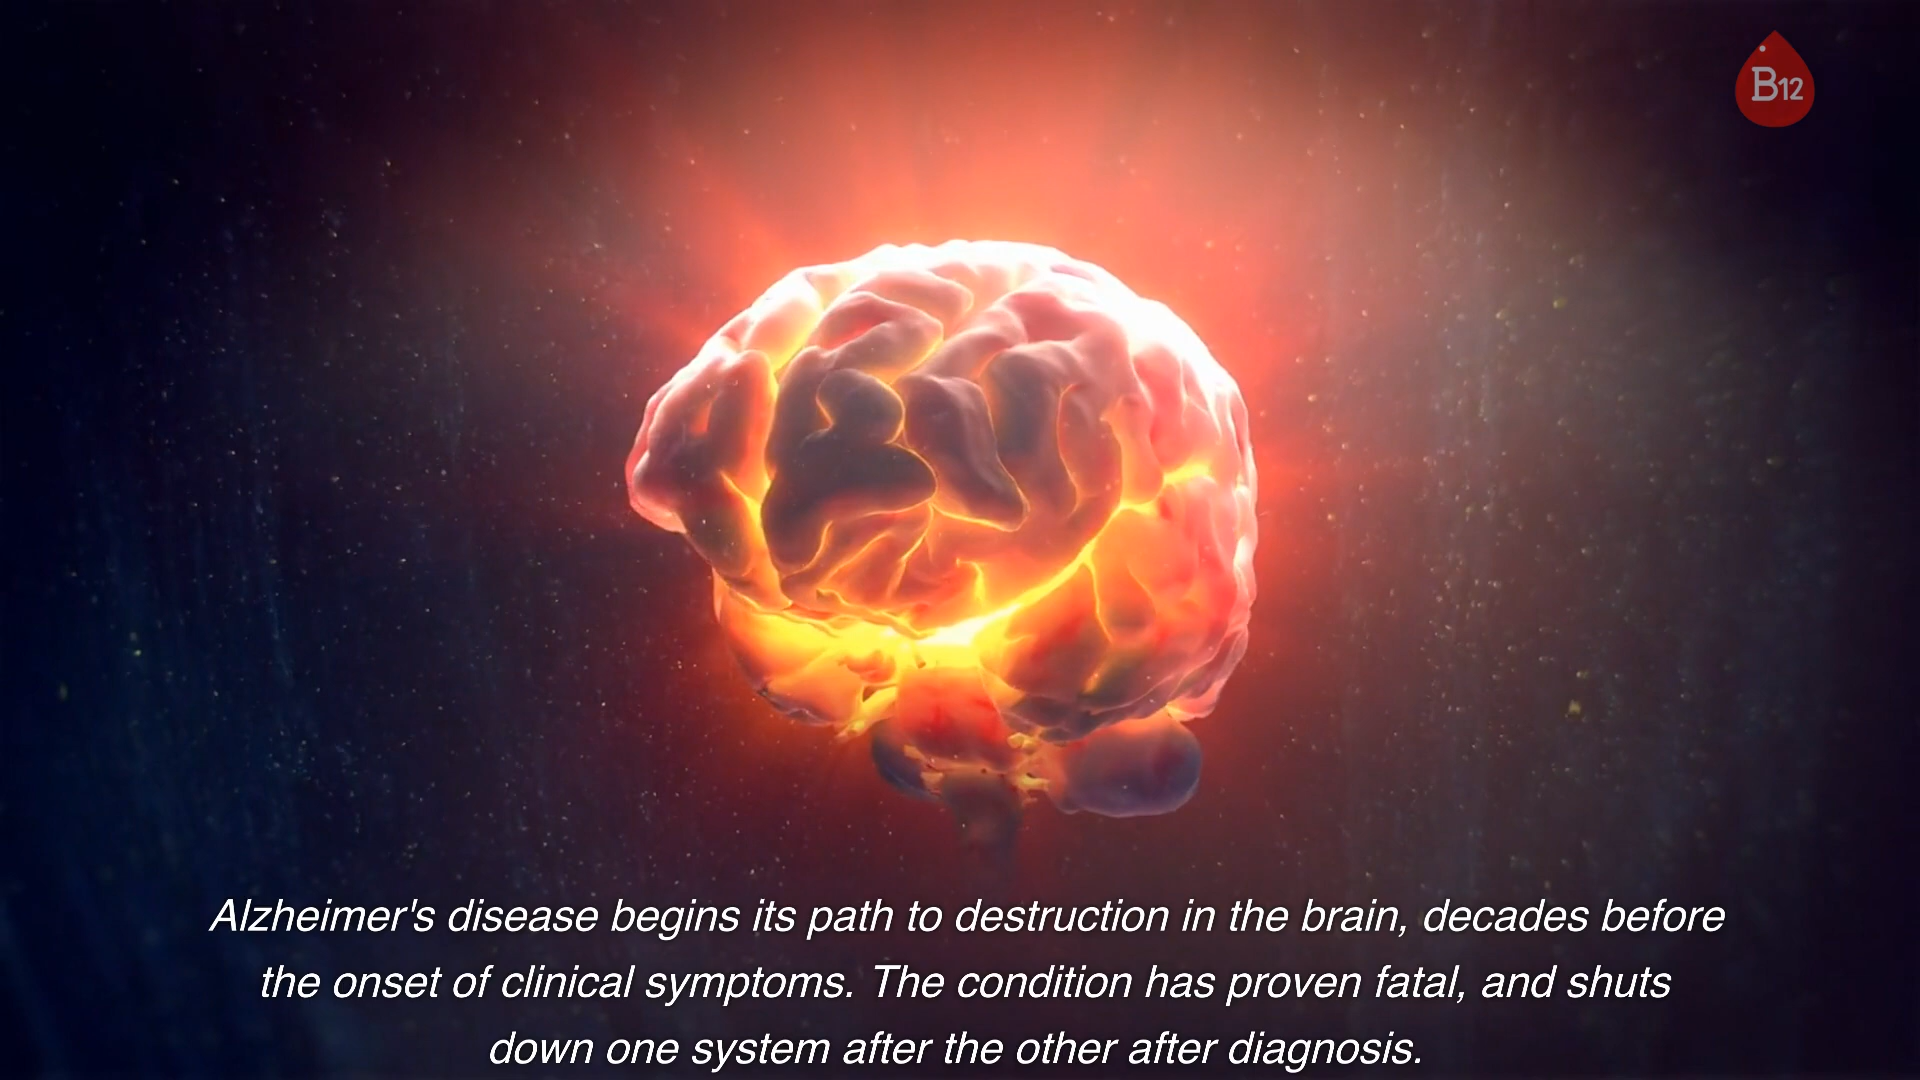 B12
Alzheimer's disease begins its path to destruction in the brain, decades before
the onset of clinical symptoms. The condition has proven fatal, and shuts
down one system after the other after diagnosis.